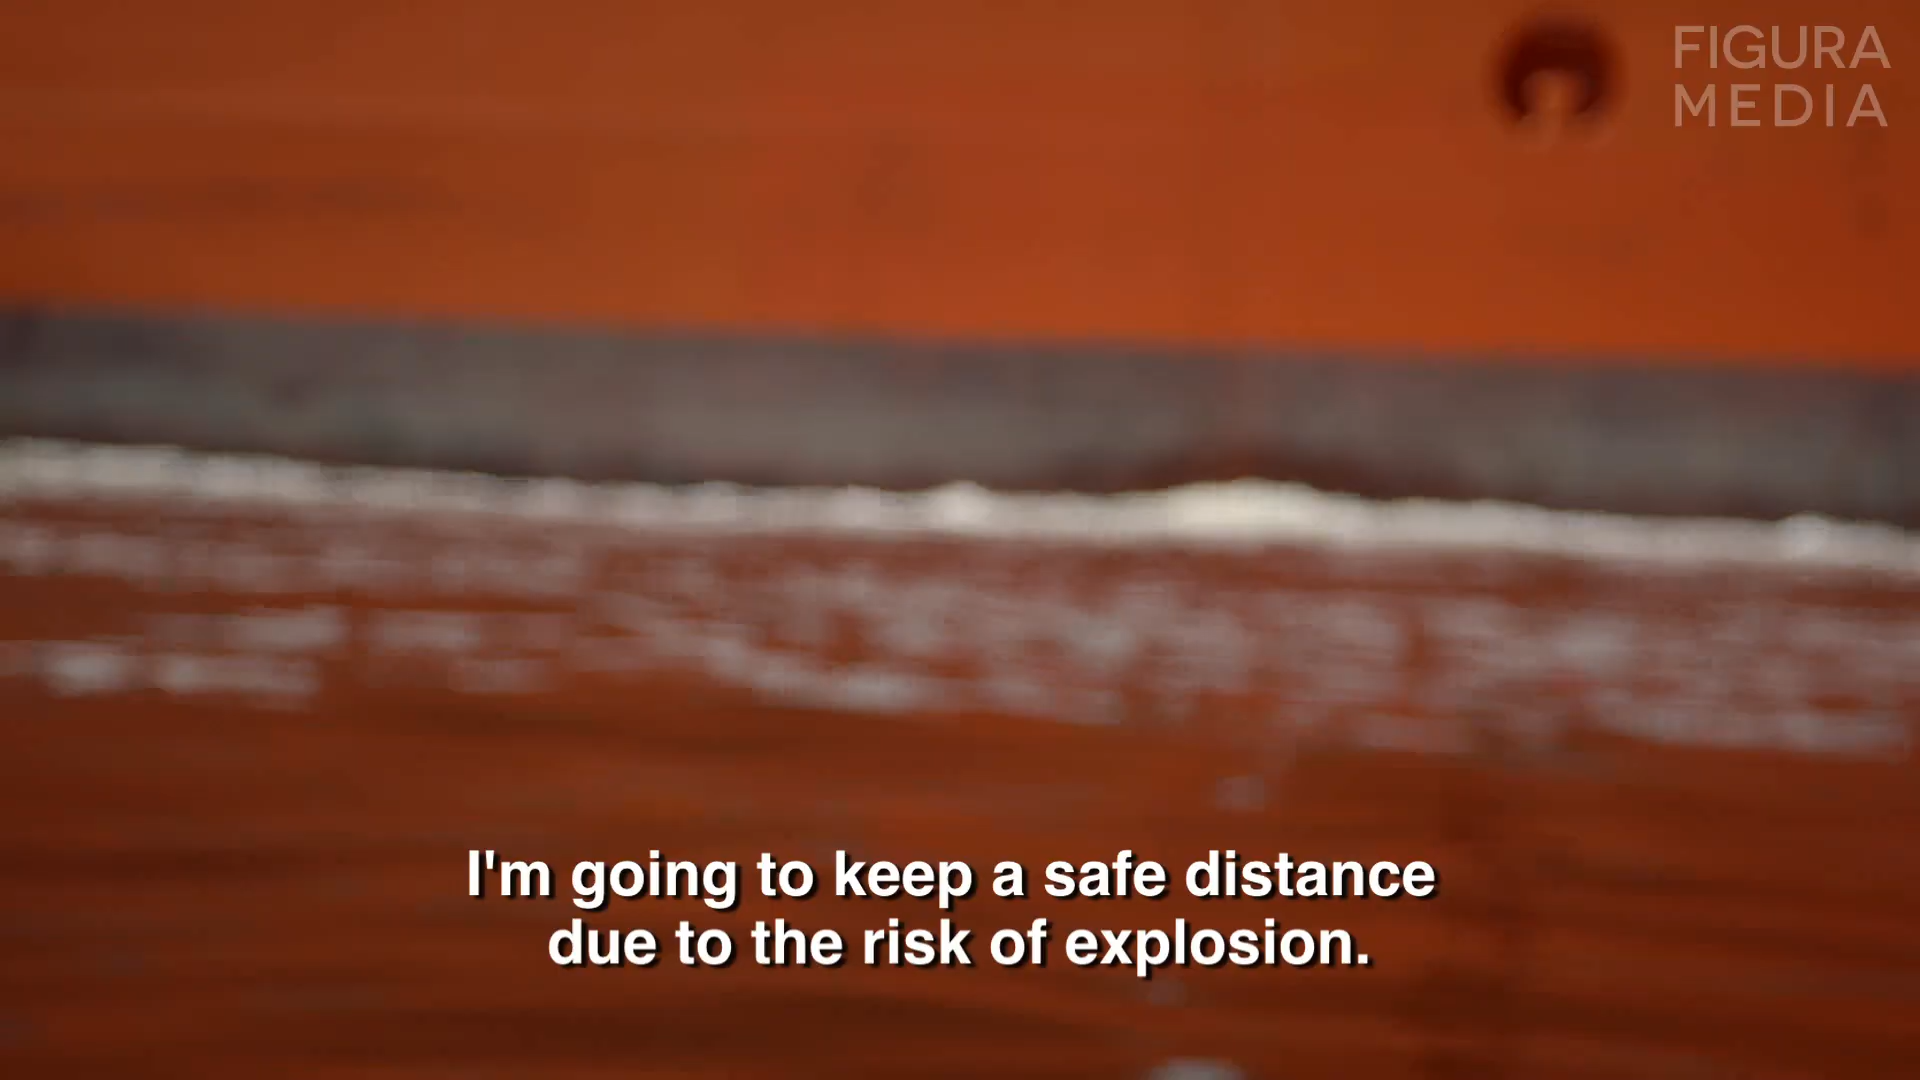 FIGURA
MEDIA
I'm going to keep a safe distance
due to the risk of explosion.